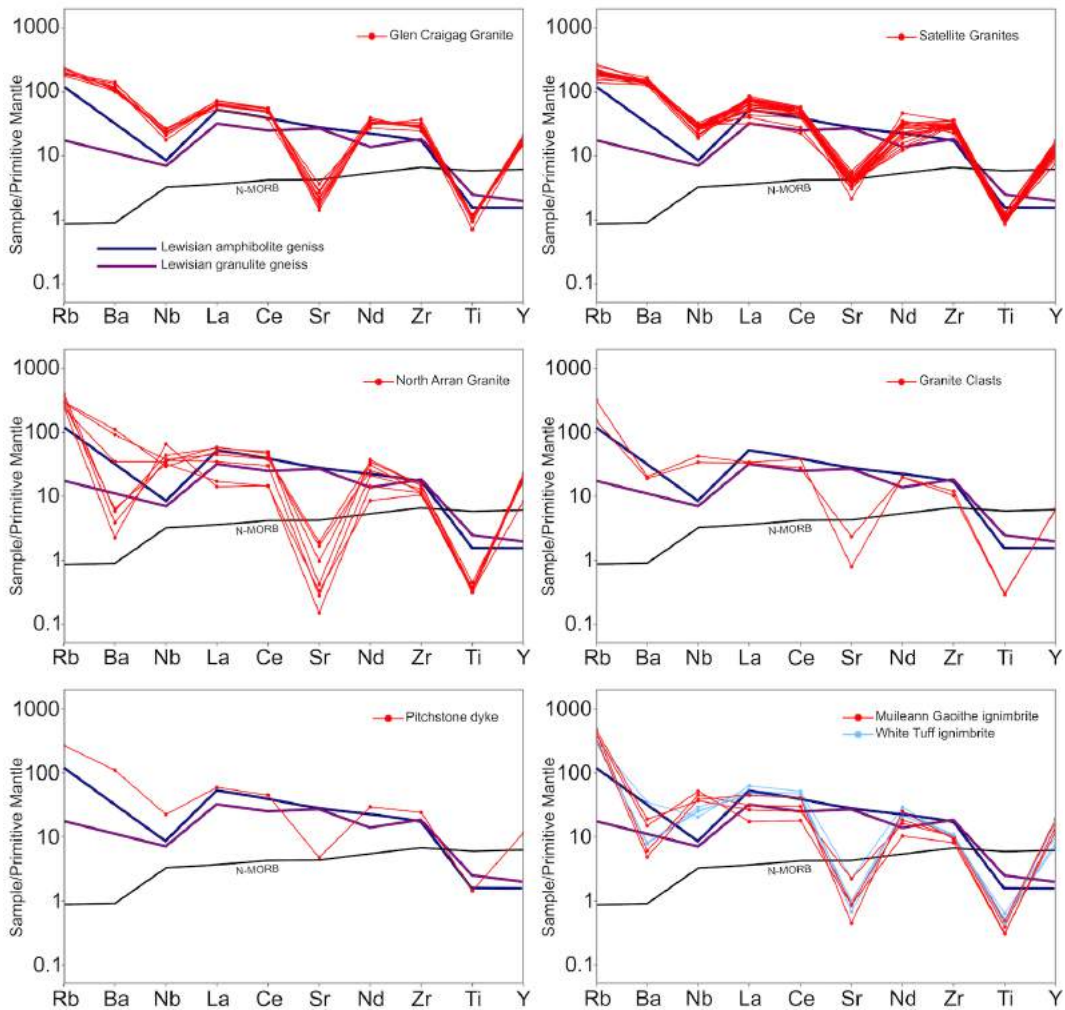 1000
100
10
1
0.1
Sample/Primitive Mantle
Glen Craigag Granite
N-MORB
Lewisian amphibolite geniss
Lewisian granulite gneiss
Rb Ba Nb La Ce Sr Nd Zr Ti Y
1000
100
10
1
0.1
Sample/Primitive Mantle
Satellite Granites
N-MORB
Rb Ba Nb La Ce Sr Nd Zr Ti Y
1000
100
10
1
0.1
Sample/Primitive Mantle
North Arran Granite
N-MORB
Rb Ba Nb La Ce Sr Nd Zr Ti Y
1000
100
10
1
0.1
Sample/Primitive Mantle
Granite Clasts
N-MORB
Rb Ba Nb La Ce Sr Nd Zr Ti Y
1000
100
10
1
0.1
Sample/Primitive Mantle
Pitchstone dyke
N-MORB
Rb Ba Nb La Ce Sr Nd Zr Ti Y
1000
100
10
1
0.1
Sample/Primitive Mantle
Muileann Gaoithe ignimbrite
White Tuff ignimbrite
N-MORB
Rb Ba Nb La Ce Sr Nd Zr Ti Y